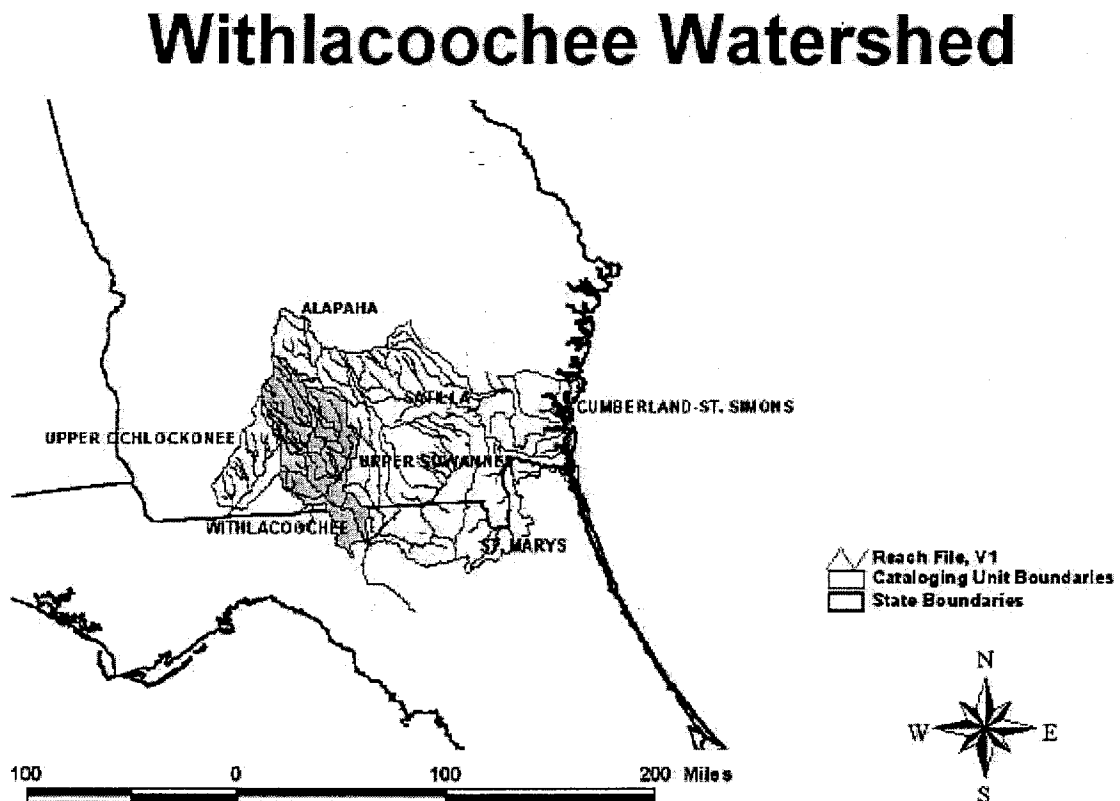 Withlacoochee Watershed
ALAPAHA
SATILLA
CUMBERLAND-ST. SIMONS
UPPER OCHLOCKONEE
UPPER SUWANNEE
WITHLACOOCHEE
ST. MARYS
Reach File, V1
Cataloging Unit Boundaries
State Boundaries
N
W E
S
100 0 100 200 Miles